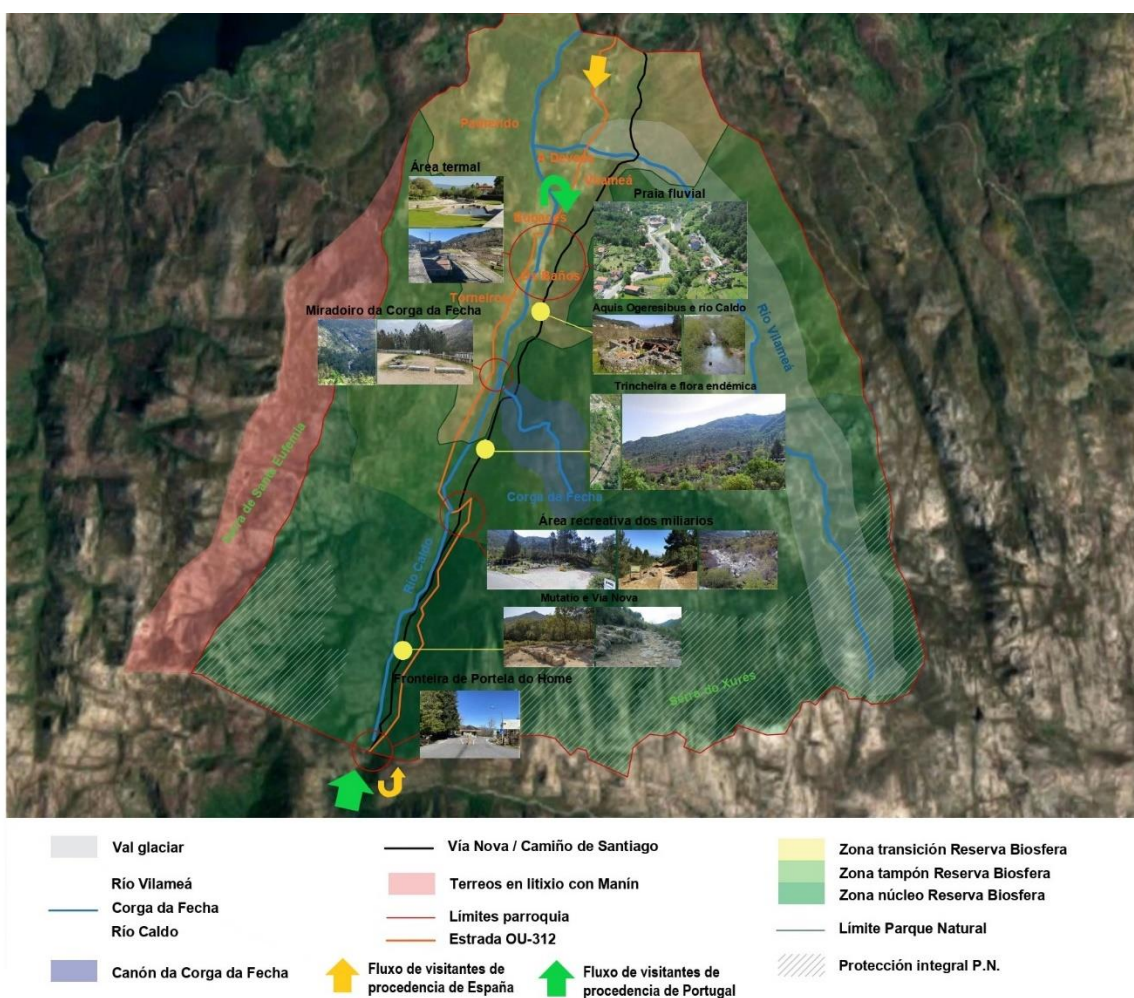 Área termal
A Devesa
Vilameá
Praia fluvial
Os Baños
Torneiros
Miradoiro da Corga da Fecha
Aquis Ogeresibus e río Caldo
Río Vilameá
Trincheira e flora endémica
Serra de Santa Eufemia
Corga da Fecha
Área recreativa dos miliarios
Río Caldo
Mutatio e Via Nova
Fronteira de Portela do Home
Serra do Xurés
Val glaciar
Río Vilameá
Corga da Fecha
Río Caldo
Canón da Corga da Fecha
Vía Nova / Camiño de Santiago
Terreos en litixio con Manín
Límites parroquia
Estrada OU-312
Fluxo de visitantes de
procedencia de España
Fluxo de visitantes de
procedencia de Portugal
Zona transición Reserva Biosfera
Zona tampón Reserva Biosfera
Zona núcleo Reserva Biosfera
Límite Parque Natural
Protección integral P.N.